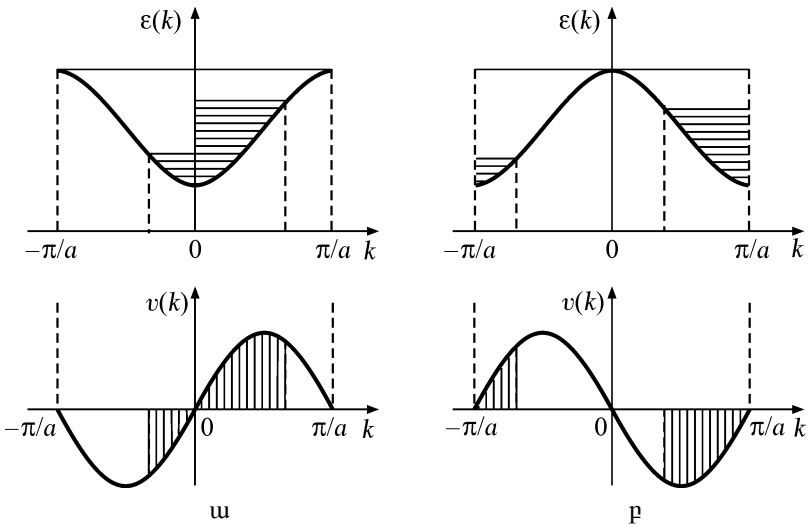 ε(k) ε(k)
−π/a 0 π/a k −π/a 0 π/a k
υ(k) υ(k)
−π/a 0 π/a k −π/a 0 π/a k
ա բ